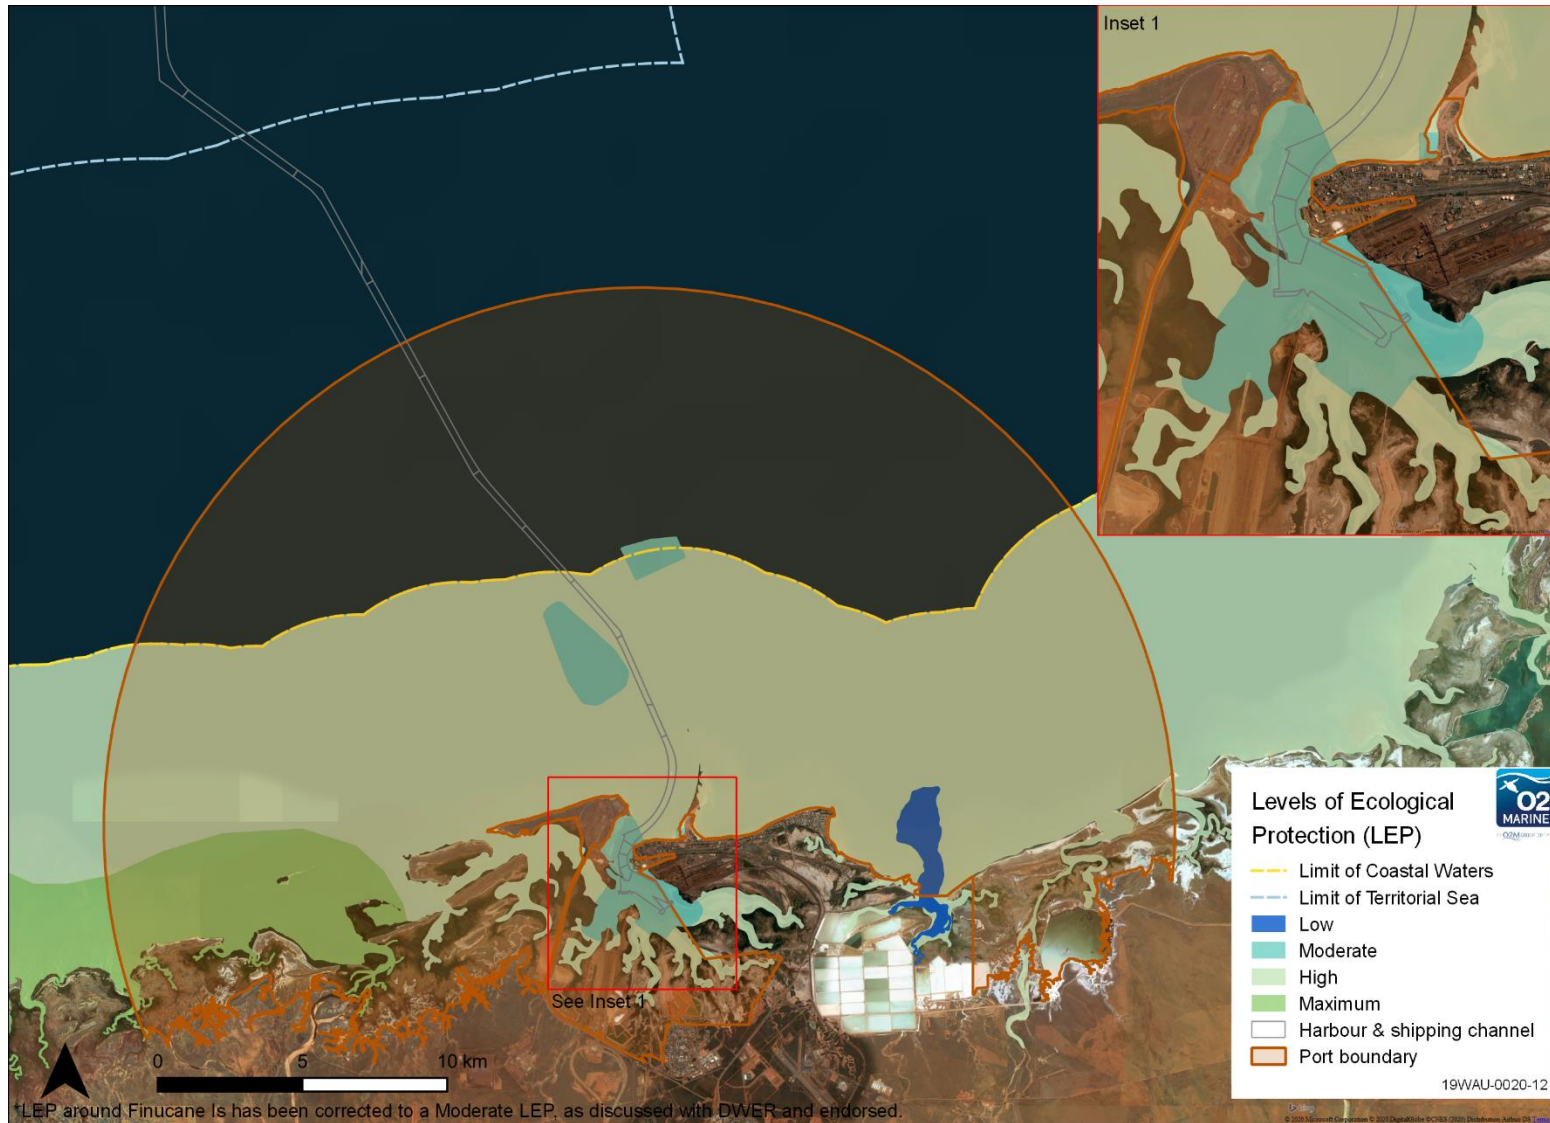 Inset 1
See Inset 1
0
5
10 km
*LEP around Finucane Is has been corrected to a Moderate LEP, as discussed with DWER and endorsed.
Levels of Ecological
Protection (LEP)
O2
MARINE
Limit of Coastal Waters
Limit of Territorial Sea
Low
Moderate
High
Maximum
Harbour & shipping channel
Port boundary
19WAU-0020-12